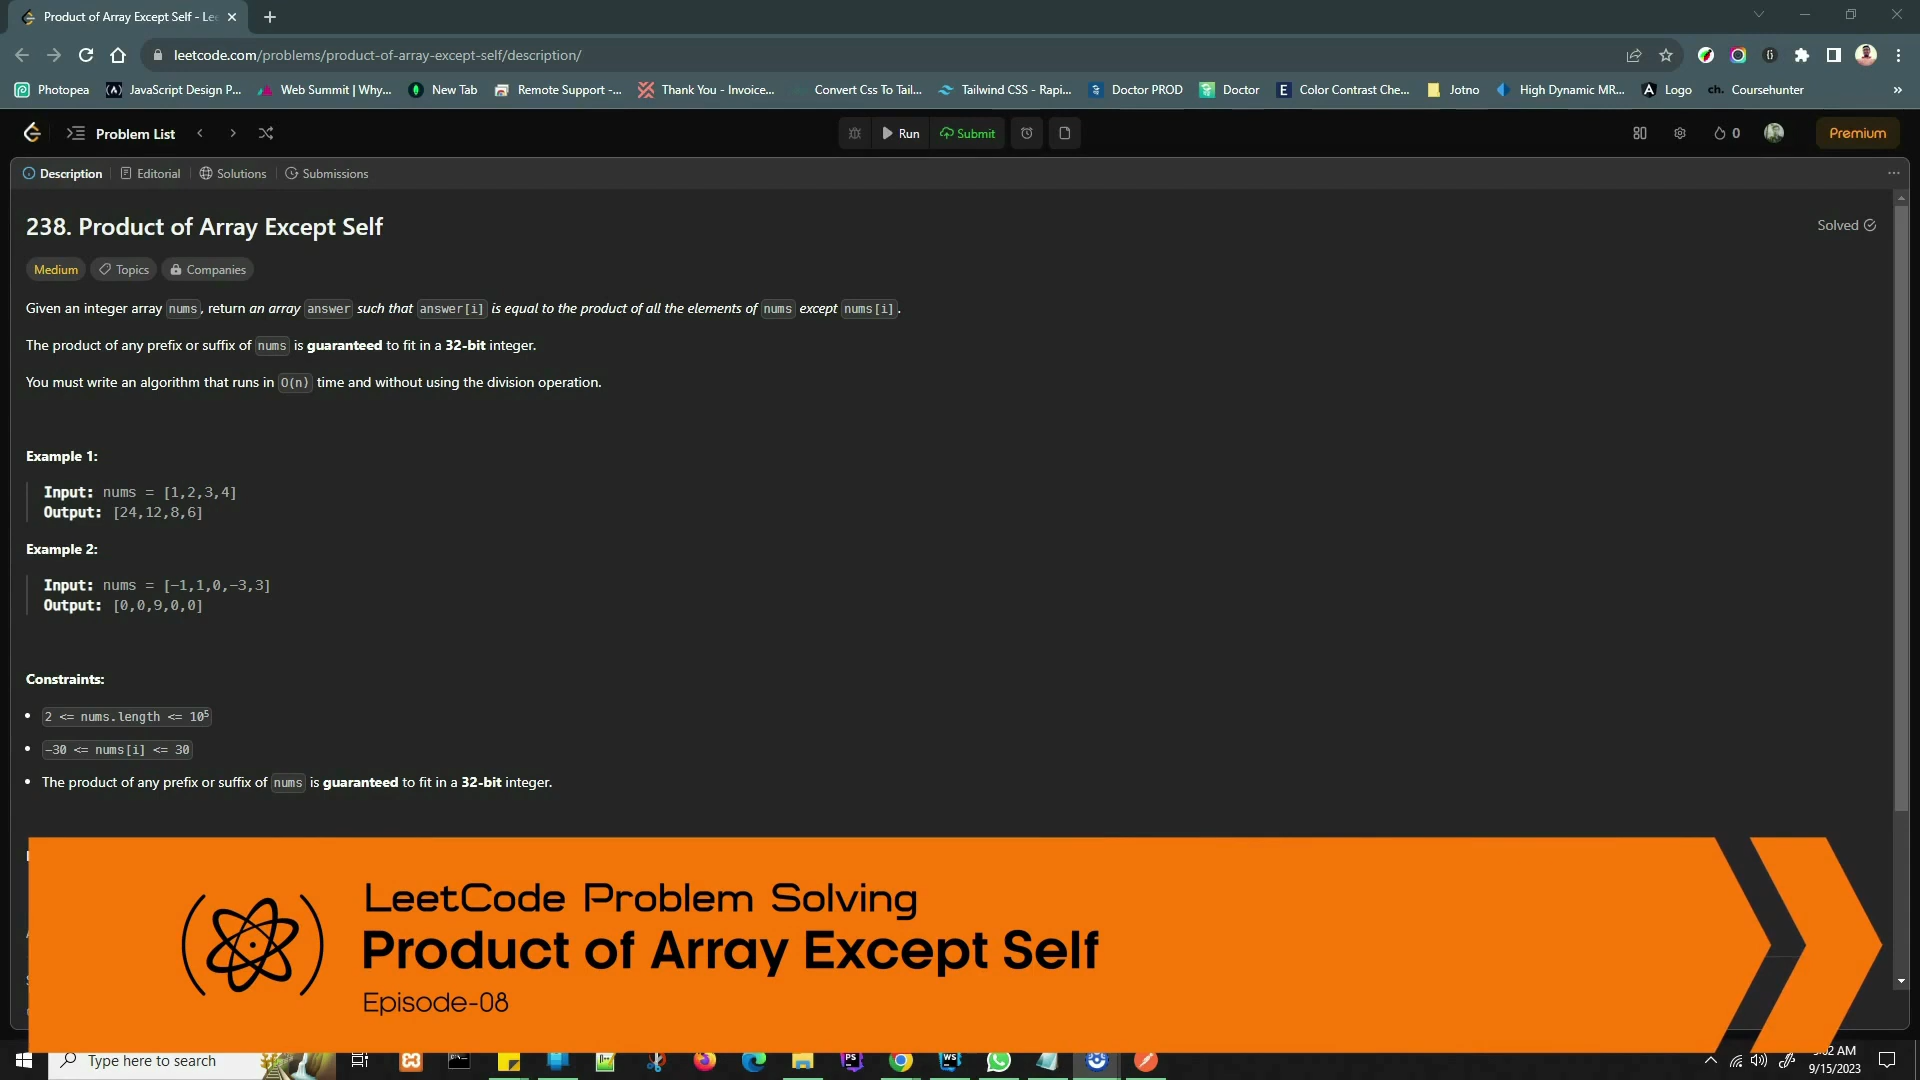 Product of Array Except Self - Lee
leetcode.com/problems/product-of-array-except-self/description/
Photopea
JavaScript Design P...
Web Summit | Why...
New Tab
Remote Support -...
Thank You - Invoice...
Convert Css To Tail...
Tailwind CSS - Rapi...
Doctor PROD
Doctor
Color Contrast Che...
Jotno
High Dynamic MR...
Logo
ch. Coursehunter
»
Problem List
Run
Submit
0
Premium
Description
Editorial
Solutions
Submissions
238. Product of Array Except Self
Solved
Medium
Topics
Companies
Given an integer array nums, return an array answer such that answer[i] is equal to the product of all the elements of nums except nums[i].
The product of any prefix or suffix of nums is guaranteed to fit in a 32-bit integer.
You must write an algorithm that runs in O(n) time and without using the division operation.
Example 1:
Input: nums = [1,2,3,4]
Output: [24,12,8,6]
Example 2:
Input: nums = [-1,1,0,-3,3]
Output: [0,0,9,0,0]
Constraints:
• 2 <= nums.length <= 10⁵
• -30 <= nums[i] <= 30
• The product of any prefix or suffix of nums is guaranteed to fit in a 32-bit integer.
LeetCode Problem Solving
Product of Array Except Self
Episode-08
Type here to search
PS
WS
:02 AM
9/15/2023